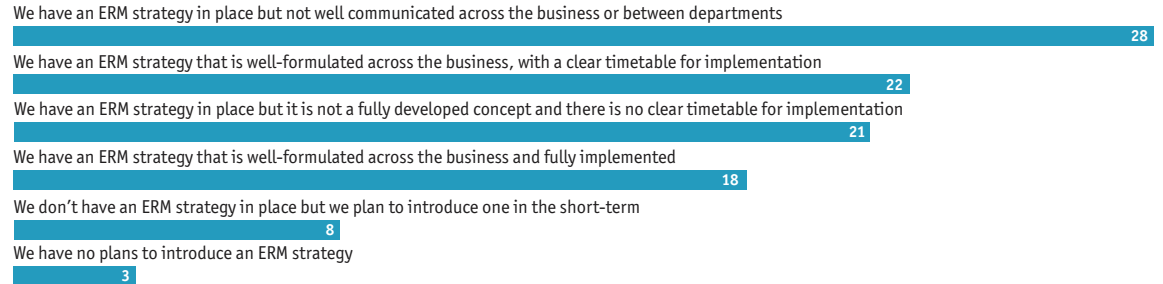 We have an ERM strategy in place but not well communicated across the business or between departments
28
We have an ERM strategy that is well-formulated across the business, with a clear timetable for implementation
22
We have an ERM strategy in place but it is not a fully developed concept and there is no clear timetable for implementation
21
We have an ERM strategy that is well-formulated across the business and fully implemented
18
We don’t have an ERM strategy in place but we plan to introduce one in the short-term
8
We have no plans to introduce an ERM strategy
3